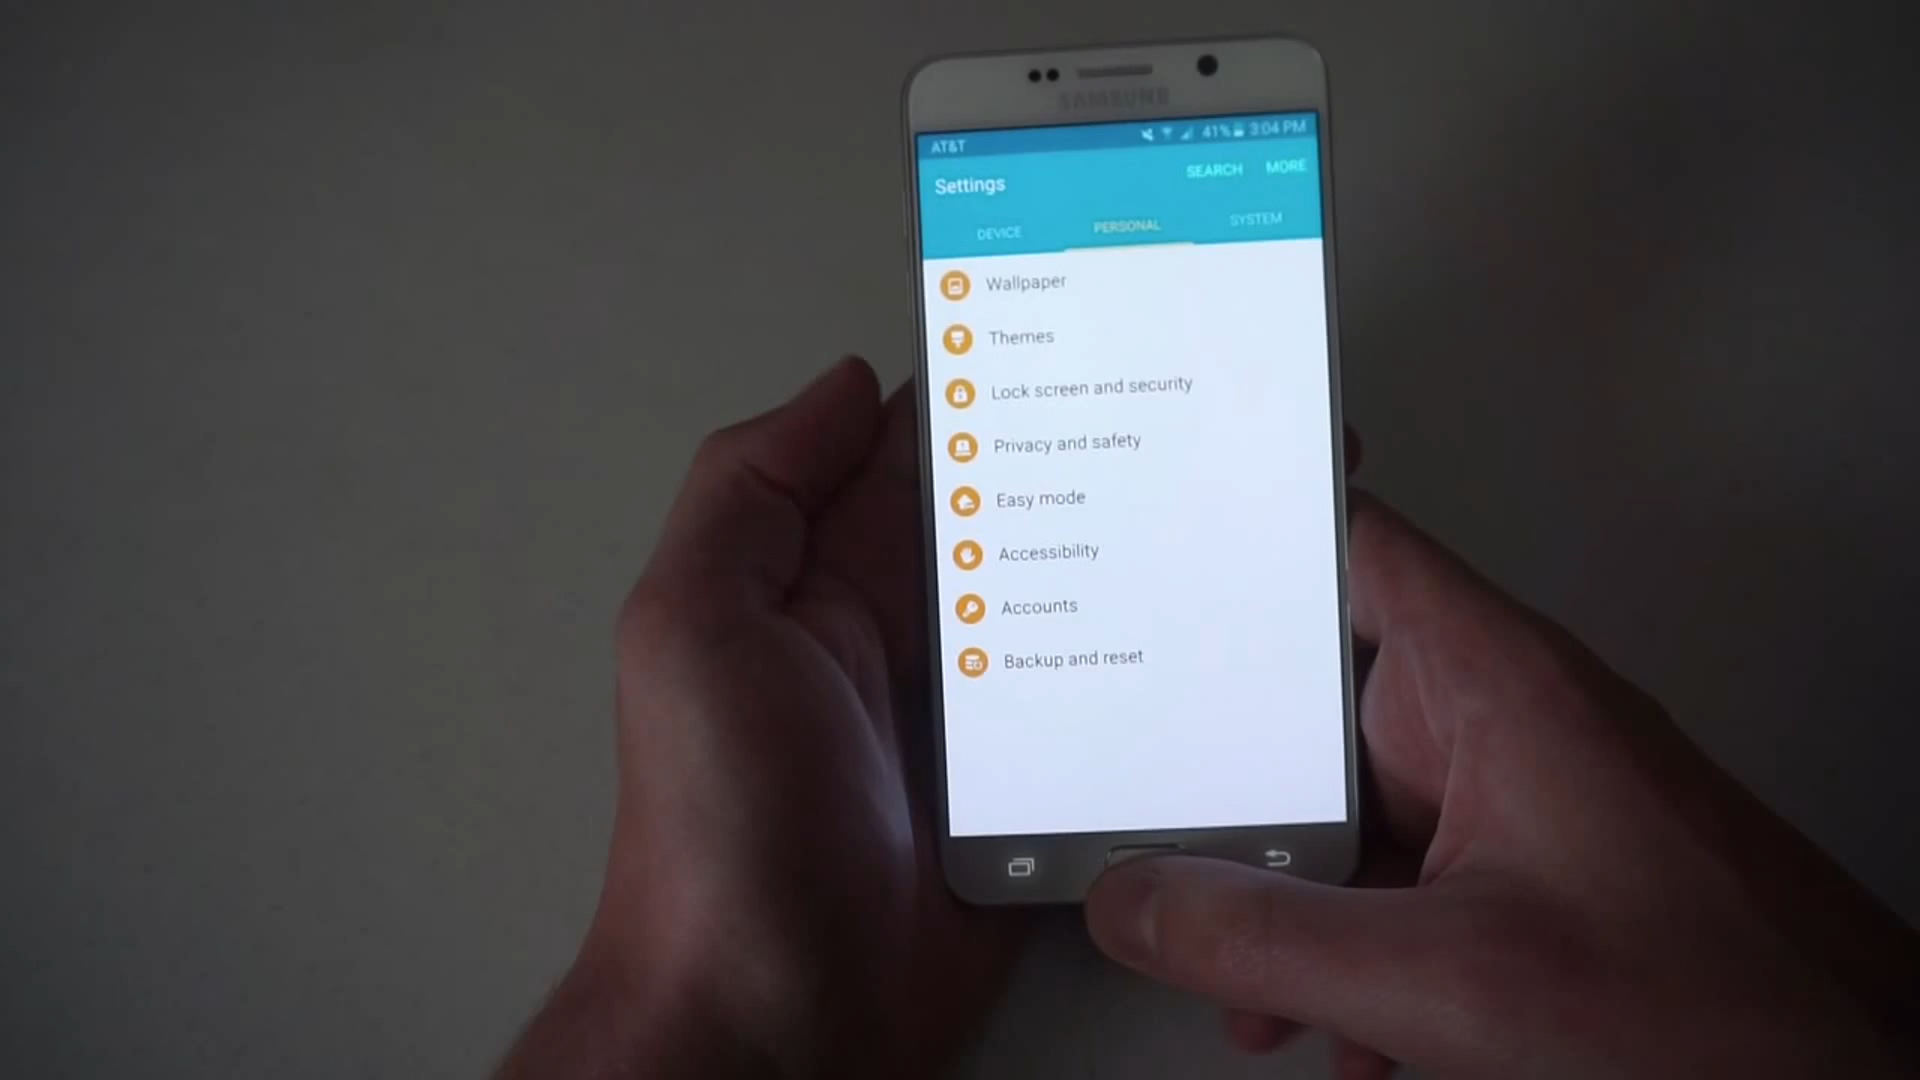 SAMSUNG
AT&T 41% 3:04 PM
Settings SEARCH MORE
DEVICE PERSONAL SYSTEM
Wallpaper
Themes
Lock screen and security
Privacy and safety
Easy mode
Accessibility
Accounts
Backup and reset